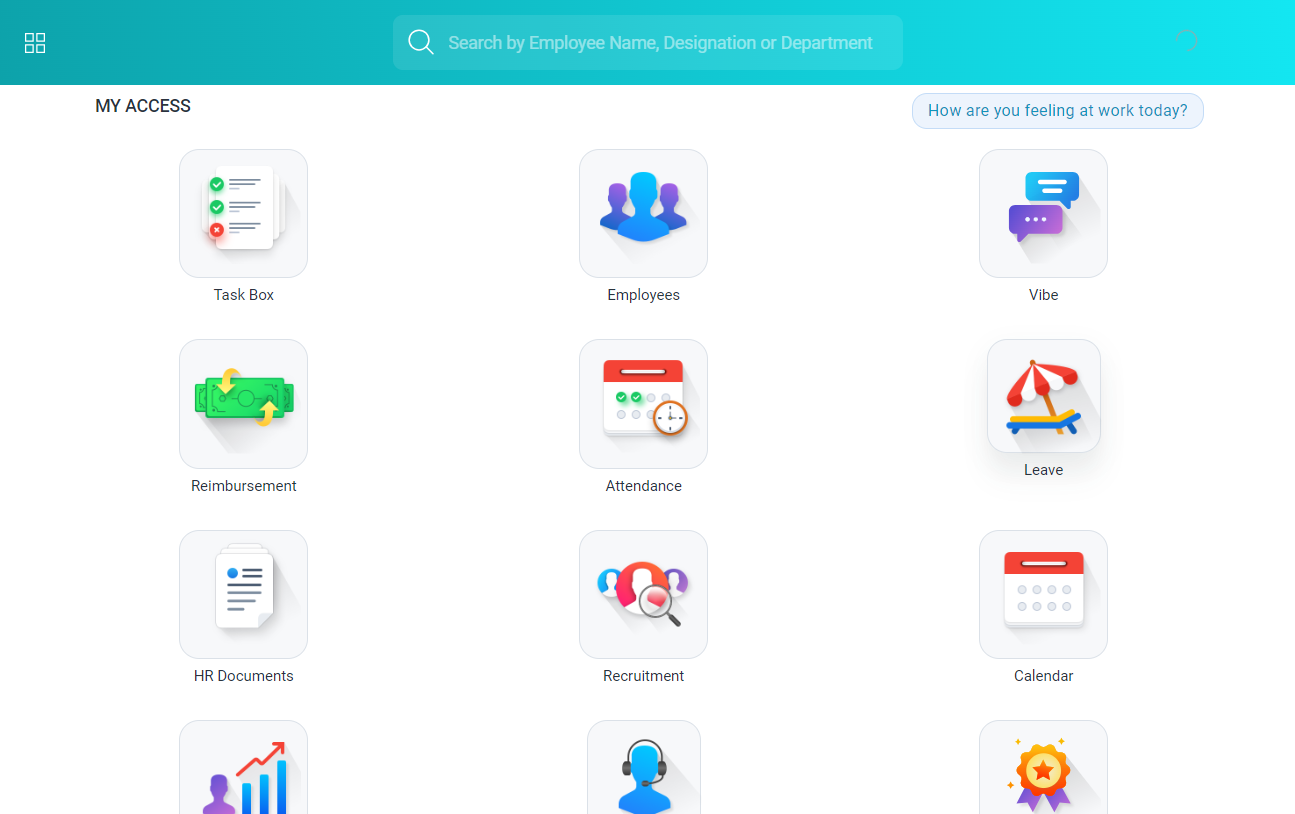 Search by Employee Name, Designation or Department
MY ACCESS
How are you feeling at work today?
Task Box
Employees
Vibe
Reimbursement
Attendance
Leave
HR Documents
Recruitment
Calendar